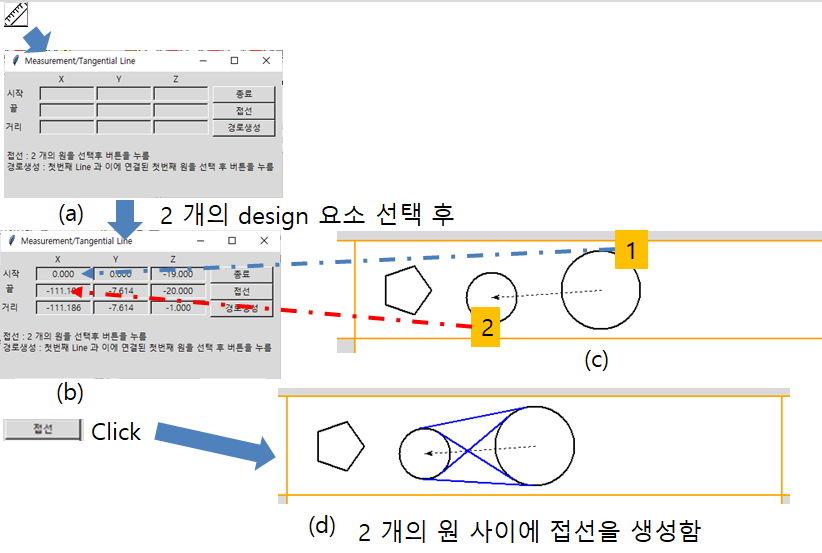 Measurement/Tangential Line
X Y Z
시작 종료
끝 접선
거리 경로생성
접선 : 2 개의 원을 선택후 버튼을 누름
경로생성 : 첫번째 Line 과 이에 연결된 첫번째 원을 선택 후 버튼을 누름
(a)
2 개의 design 요소 선택 후
Measurement/Tangential Line
X Y Z
시작 0.000 0.000 -19.000 종료
끝 -7.614 -20.000 접선
거리 -111.186 -7.614 -1.000 경로생성
접선 : 2 개의 원을 선택후 버튼을 누름
경로생성 : 첫번째 Line 과 이에 연결된 첫번째 원을 선택 후 버튼을 누름
(b)
1
2
(c)
접선 Click
(d) 2 개의 원 사이에 접선을 생성함